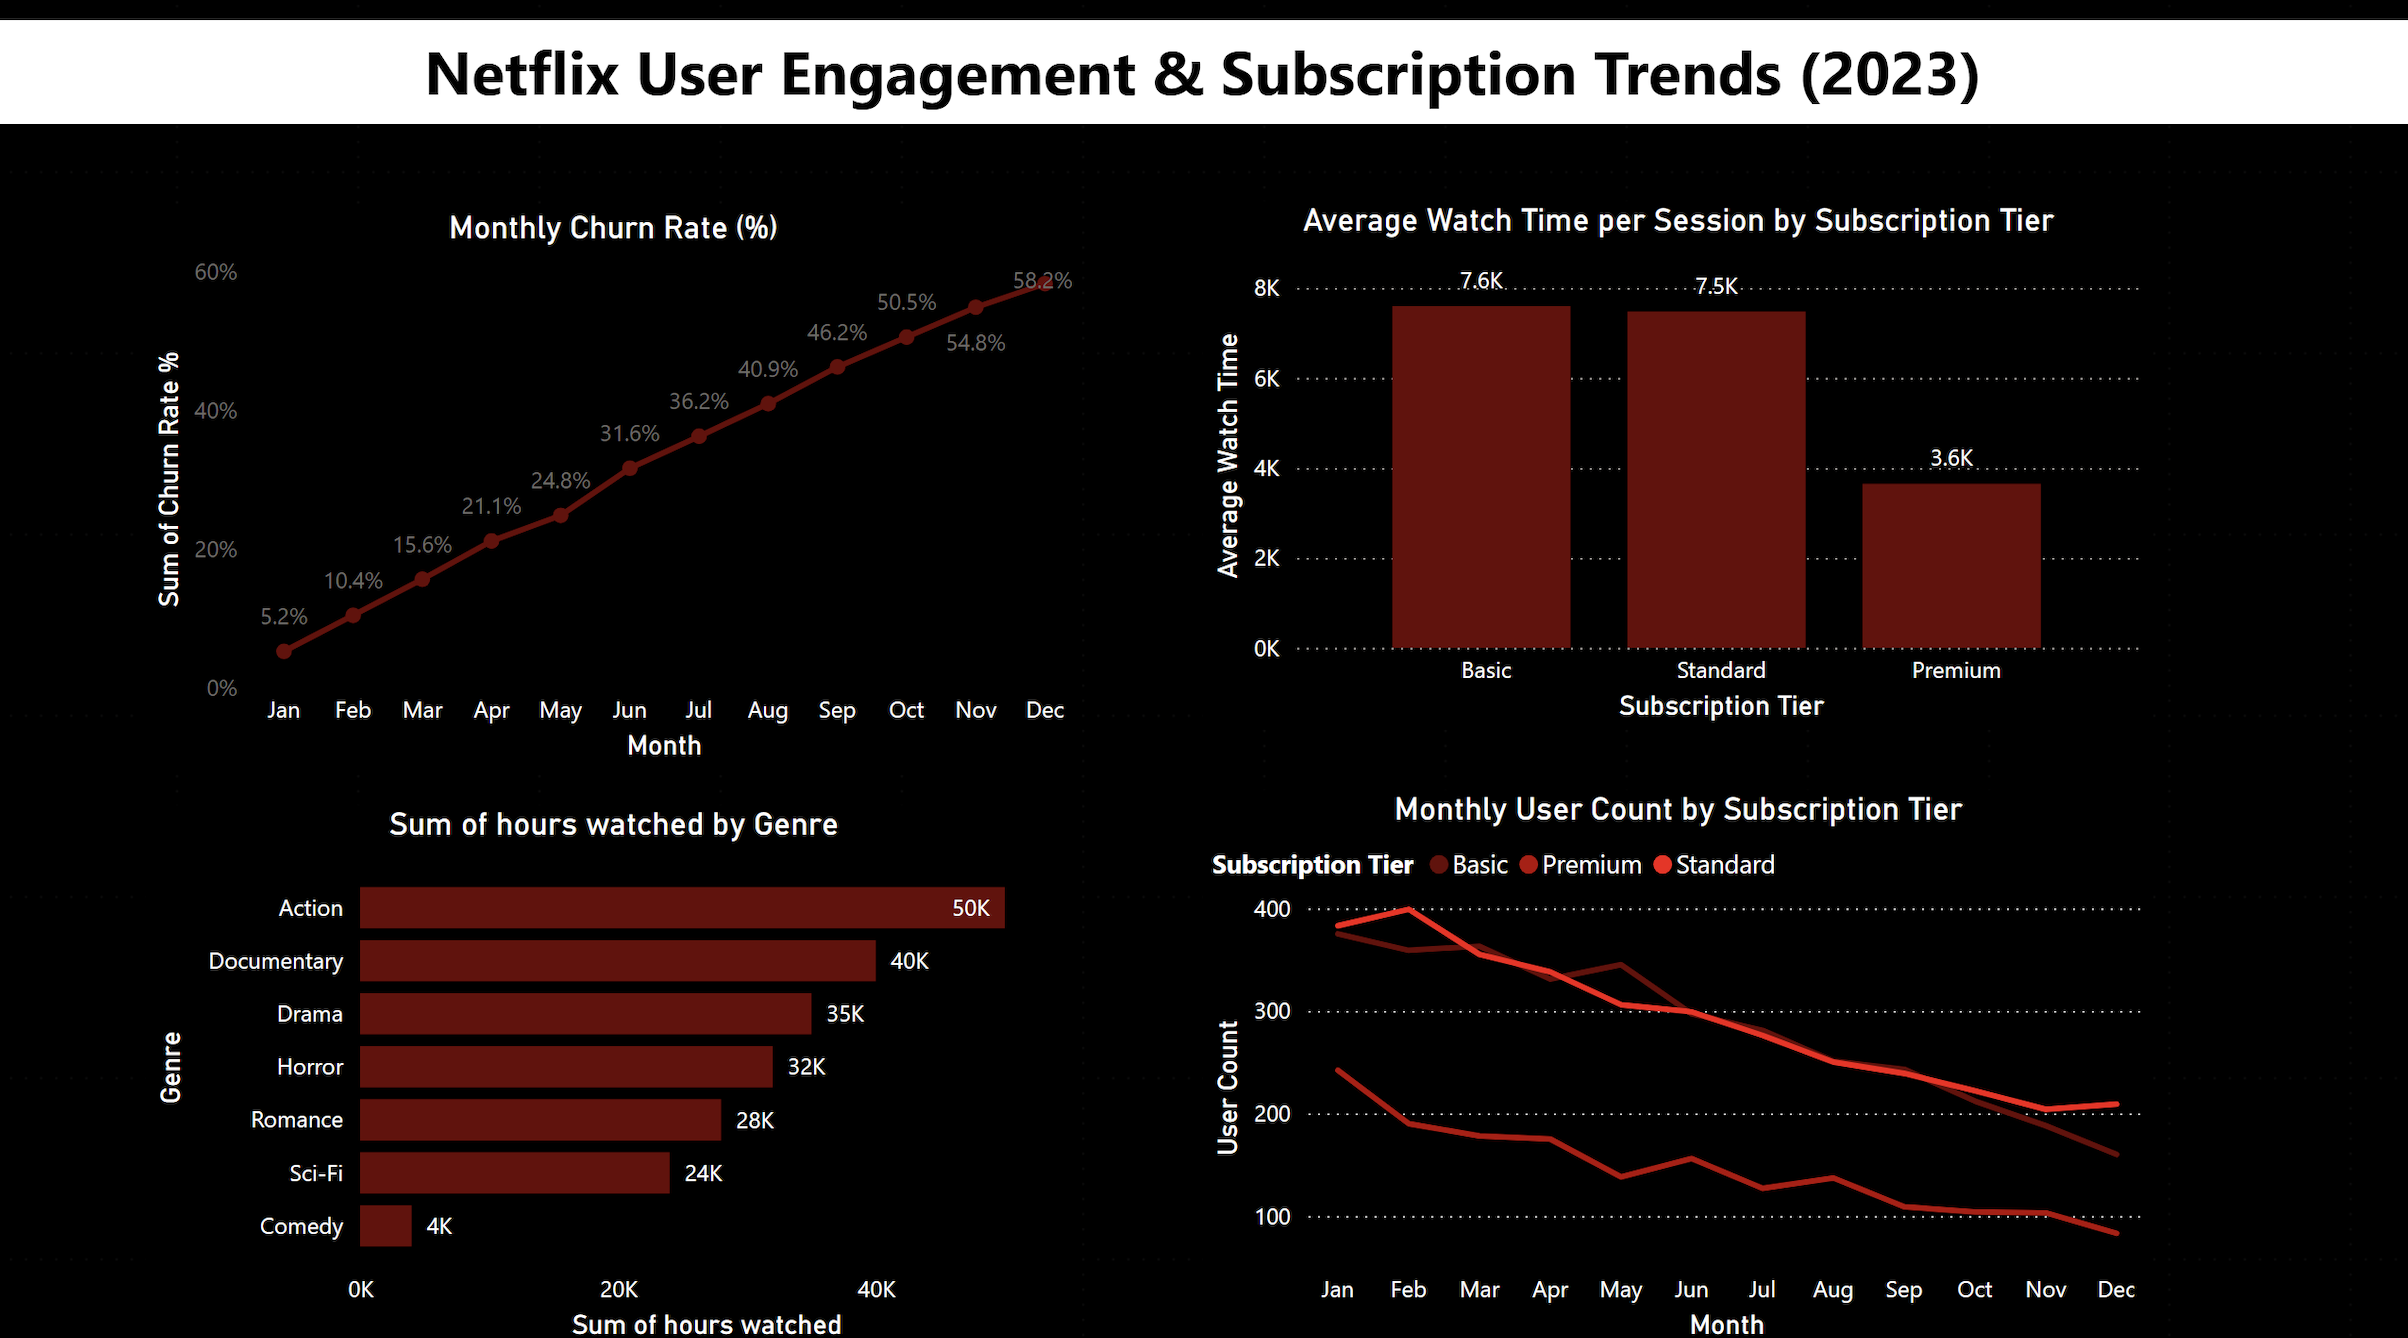 Netflix User Engagement & Subscription Trends (2023)
Monthly Churn Rate (%)
Sum of Churn Rate %
60%
40%
20%
0%
5.2%
10.4%
15.6%
21.1%
24.8%
31.6%
36.2%
40.9%
46.2%
50.5%
54.8%
58.2%
Jan Feb Mar Apr May Jun Jul Aug Sep Oct Nov Dec
Month
Average Watch Time per Session by Subscription Tier
Average Watch Time
8K
6K
4K
2K
0K
7.6K
7.5K
3.6K
Basic Standard Premium
Subscription Tier
Sum of hours watched by Genre
Genre
Action 50K
Documentary 40K
Drama 35K
Horror 32K
Romance 28K
Sci-Fi 24K
Comedy 4K
0K 20K 40K
Sum of hours watched
Monthly User Count by Subscription Tier
Subscription Tier Basic Premium Standard
User Count
400
300
200
100
Jan Feb Mar Apr May Jun Jul Aug Sep Oct Nov Dec
Month